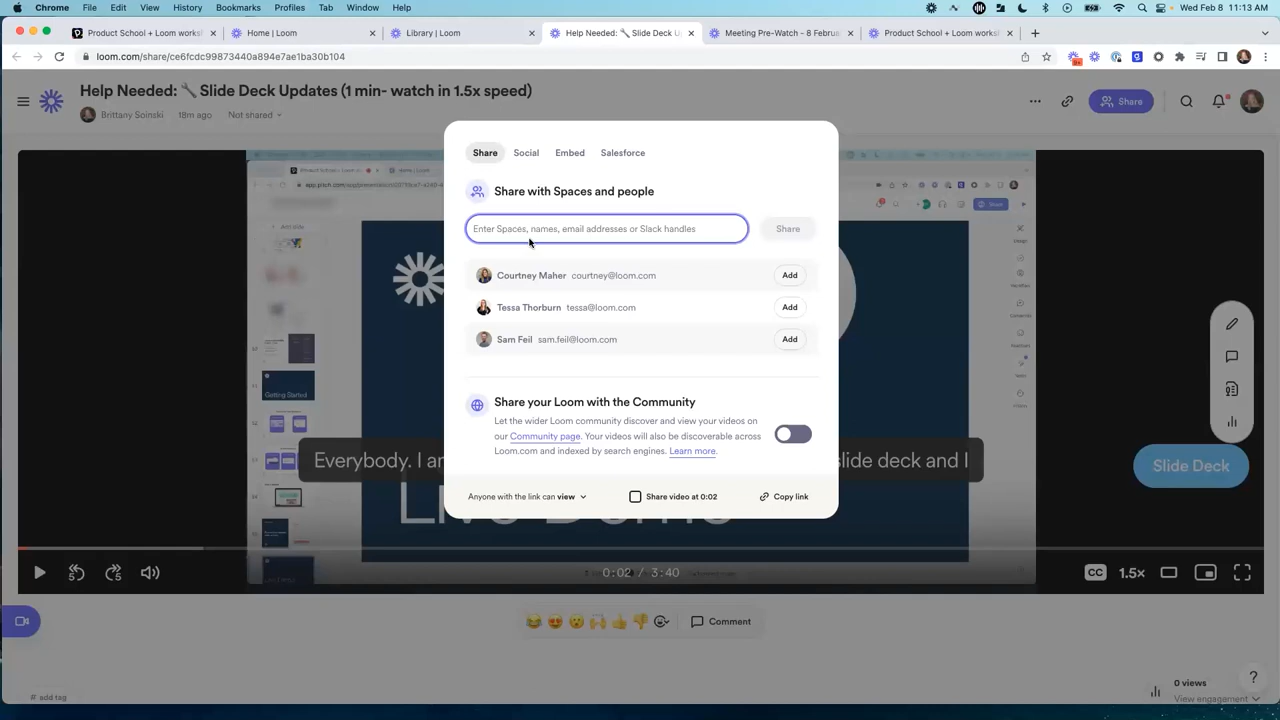 Chrome File Edit View History Bookmarks Profiles Tab Window Help
Wed Feb 8 11:13 AM
Product School + Loom works
Home | Loom
Library | Loom
Help Needed: 🔧 Slide Deck U
Meeting Pre-Watch – 8 Februa
Product School + Loom works
loom.com/share/ce6fcdc99873440a894e7ae1ba30b104
Help Needed: 🔧 Slide Deck Updates (1 min- watch in 1.5x speed)
Brittany Soinski 18m ago Not shared
Share
Share Social Embed Salesforce
Share with Spaces and people
Enter Spaces, names, email addresses or Slack handles
Share
Courtney Maher courtney@loom.com Add
Tessa Thorburn tessa@loom.com Add
Sam Feil sam.feil@loom.com Add
Share your Loom with the Community
Let the wider Loom community discover and view your videos on
our Community page. Your videos will also be discoverable across
Loom.com and indexed by search engines. Learn more.
Getting Started
Everybody. I ar
slide deck and I
Slide Deck
Anyone with the link can view
Share video at 0:02
Copy link
5 5
0:02 / 3:40
CC 1.5×
Comment
add tag
0 views
View engagement
?